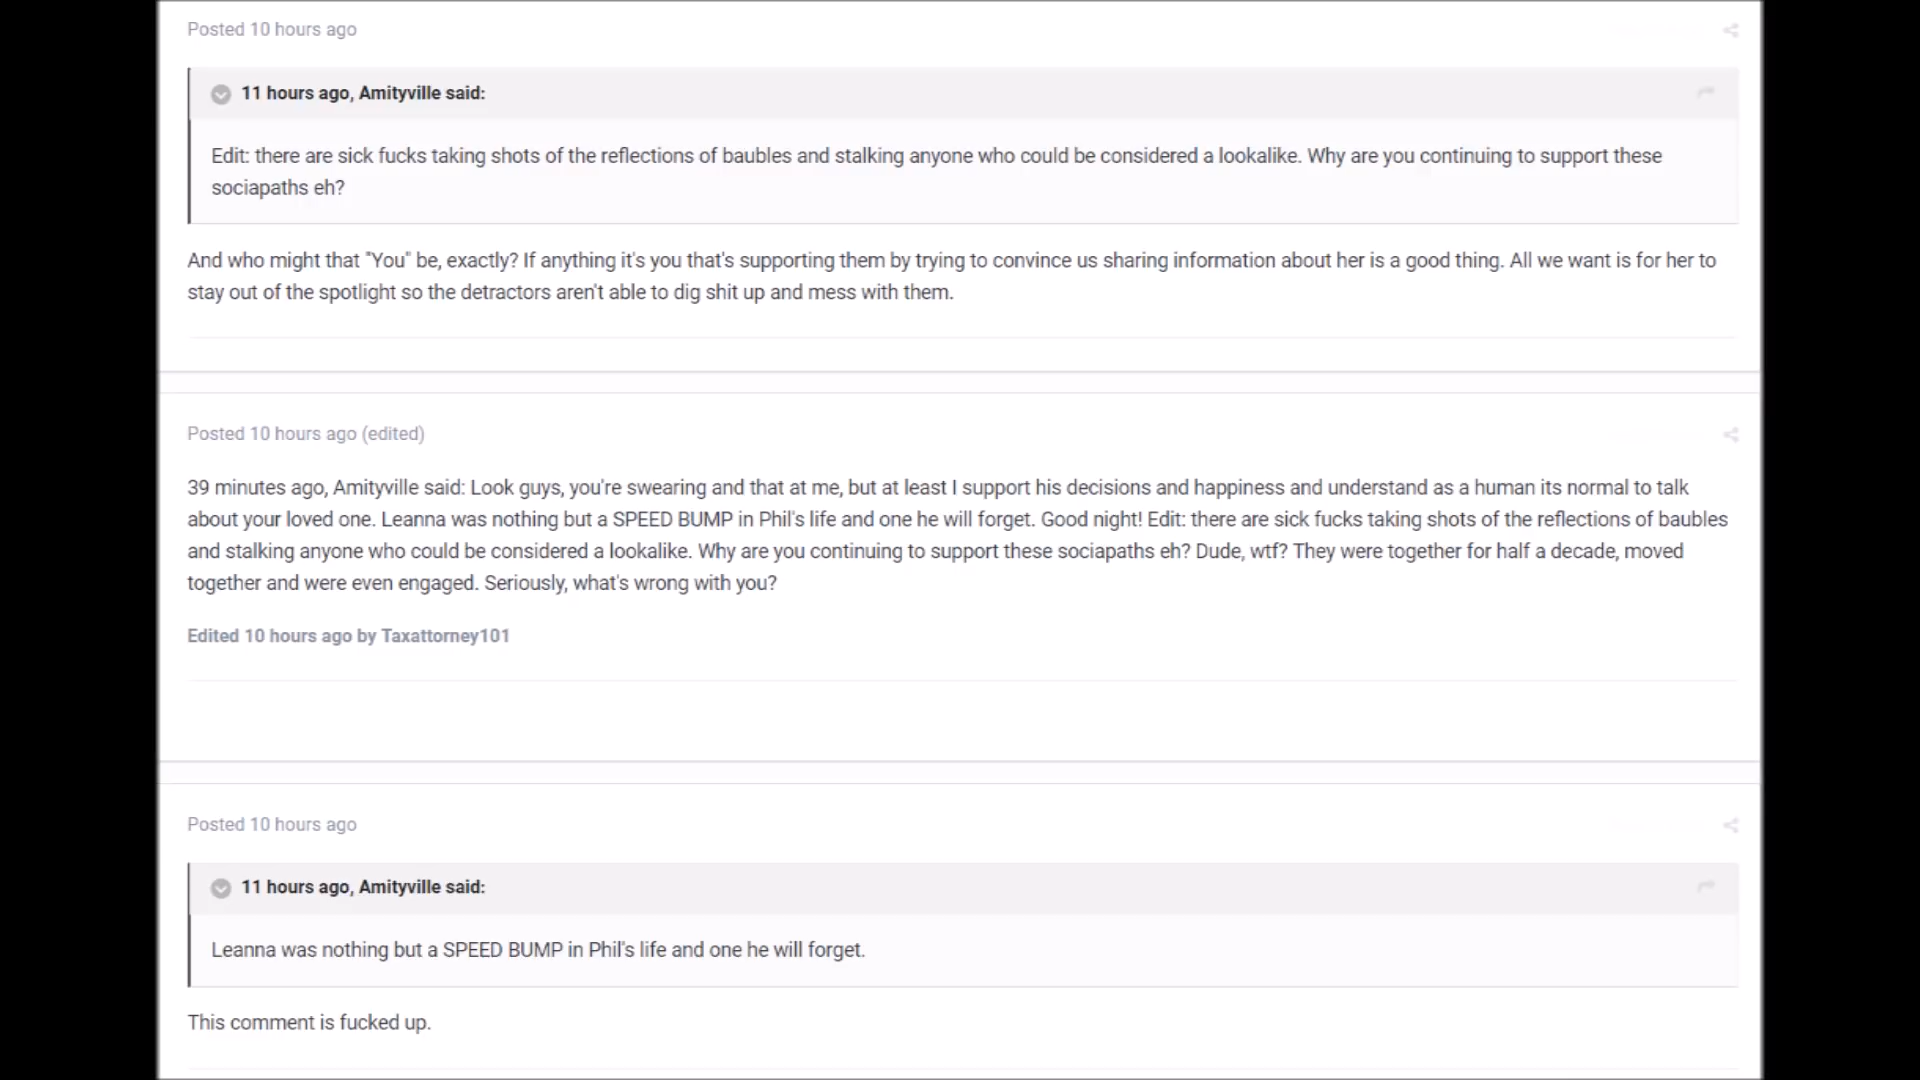 Posted 10 hours ago
11 hours ago, Amityville said:
Edit: there are sick fucks taking shots of the reflections of baubles and stalking anyone who could be considered a lookalike. Why are you continuing to support these
sociapaths eh?
And who might that "You" be, exactly? If anything it's you that's supporting them by trying to convince us sharing information about her is a good thing. All we want is for her to
stay out of the spotlight so the detractors aren't able to dig shit up and mess with them.
Posted 10 hours ago (edited)
39 minutes ago, Amityville said: Look guys, you're swearing and that at me, but at least I support his decisions and happiness and understand as a human its normal to talk
about your loved one. Leanna was nothing but a SPEED BUMP in Phil's life and one he will forget. Good night! Edit: there are sick fucks taking shots of the reflections of baubles
and stalking anyone who could be considered a lookalike. Why are you continuing to support these sociapaths eh? Dude, wtf? They were together for half a decade, moved
together and were even engaged. Seriously, what's wrong with you?
Edited 10 hours ago by Taxattorney101
Posted 10 hours ago
11 hours ago, Amityville said:
Leanna was nothing but a SPEED BUMP in Phil's life and one he will forget.
This comment is fucked up.